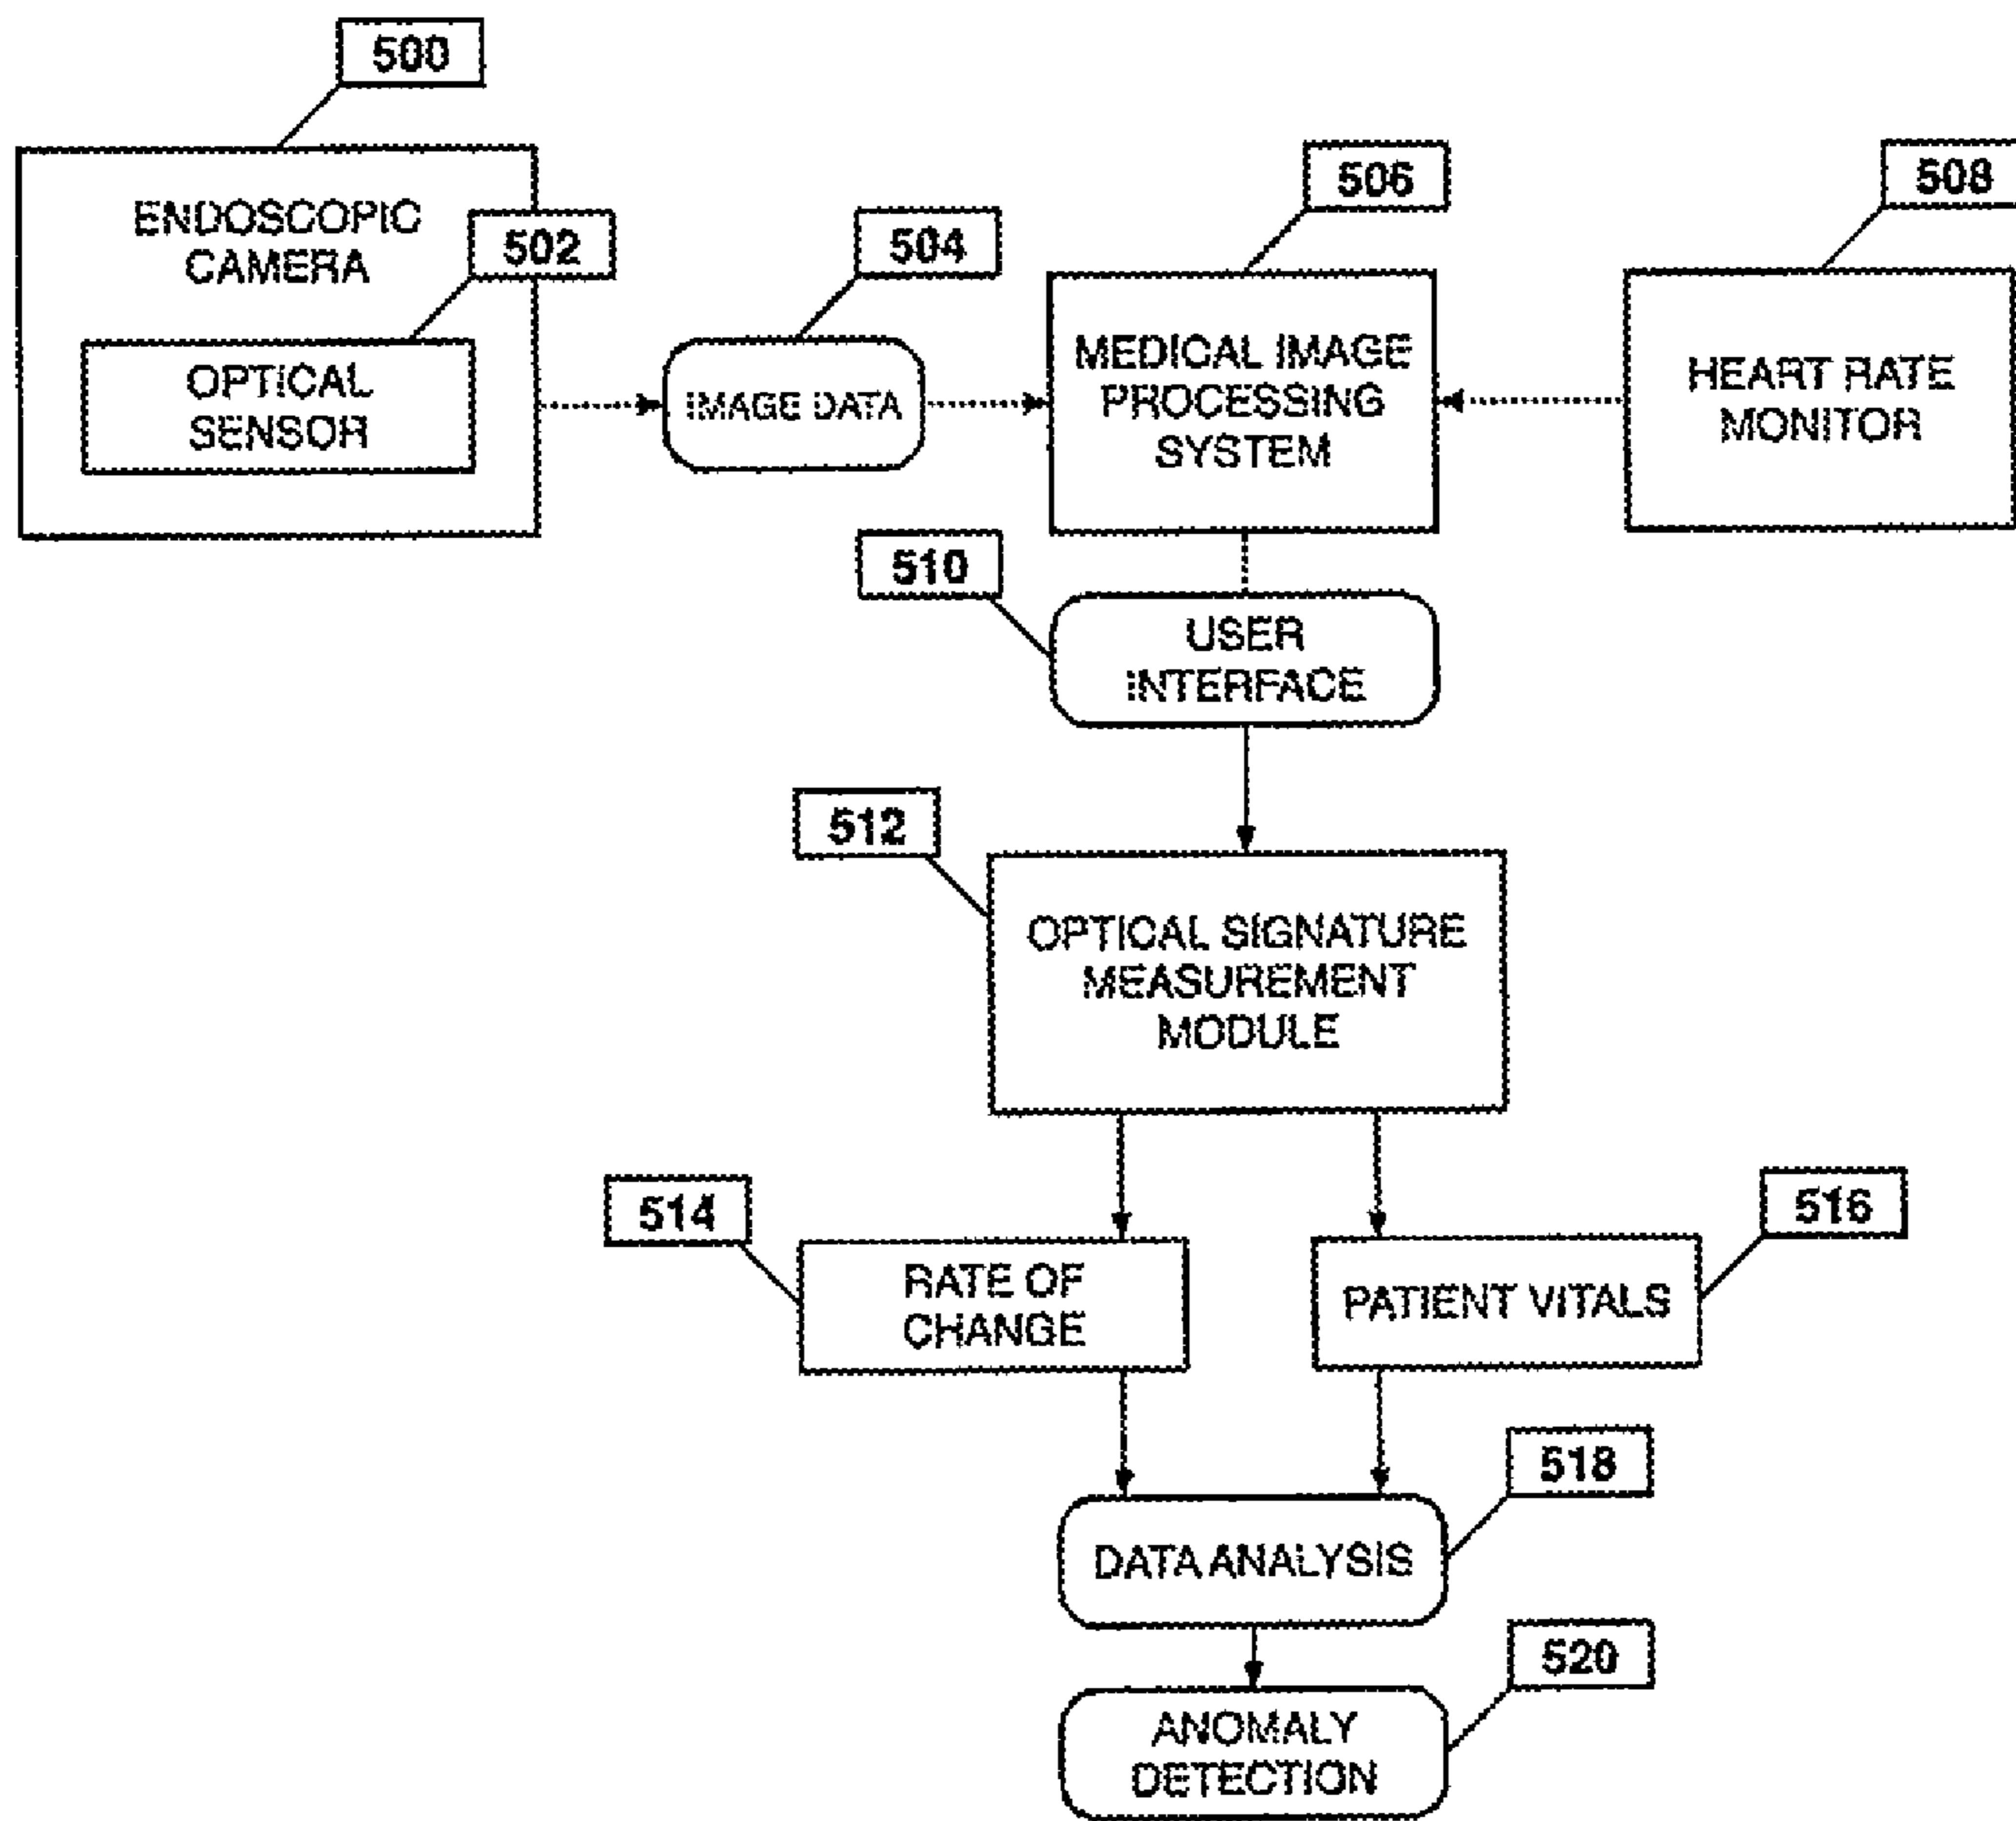 500
ENDOSCOPIC
CAMERA
502
OPTICAL
SENSOR
504
IMAGE DATA
506
MEDICAL IMAGE
PROCESSING
SYSTEM
508
HEART RATE
MONITOR
510
USER
INTERFACE
512
OPTICAL SIGNATURE
MEASUREMENT
MODULE
514
RATE OF
CHANGE
516
PATIENT VITALS
518
DATA ANALYSIS
520
ANOMALY
DETECTION